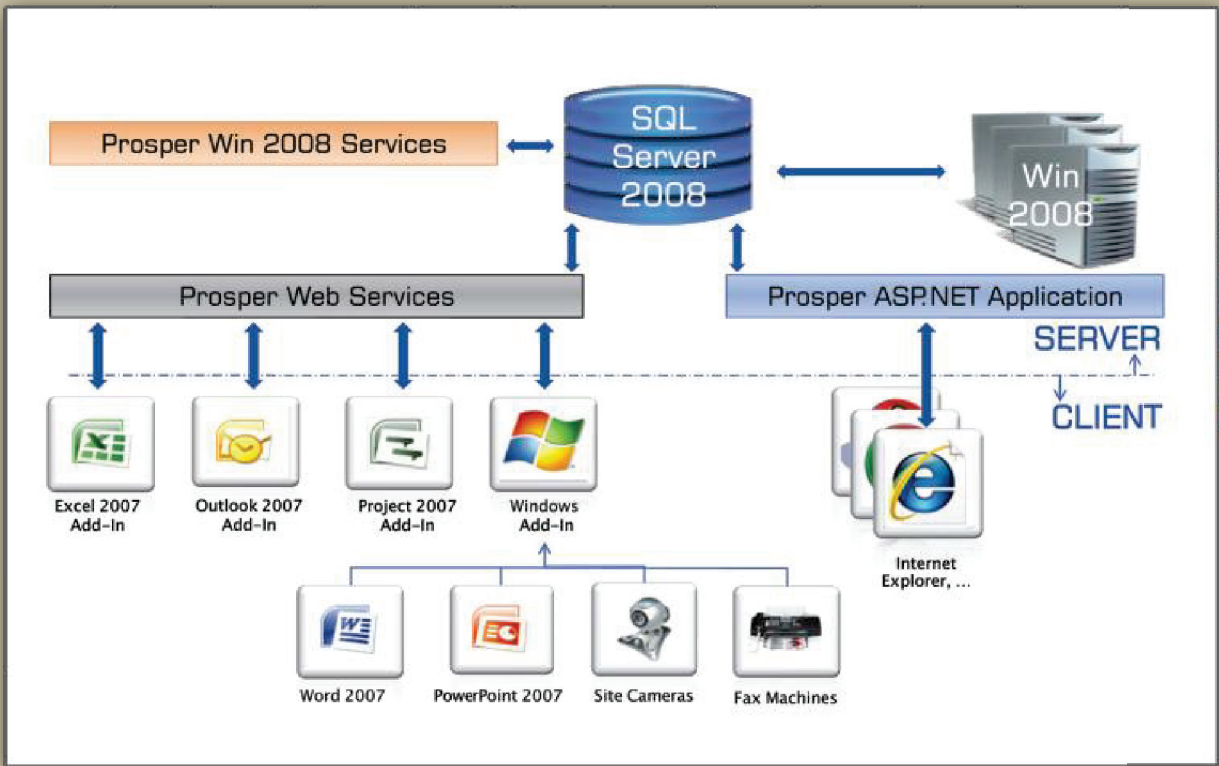 Prosper Win 2008 Services
SQL
Server
2008
Win
2008
Prosper Web Services
Prosper ASP.NET Application
SERVER
CLIENT
Excel 2007
Add-In
Outlook 2007
Add-In
Project 2007
Add-In
Windows
Add-In
Internet
Explorer, ...
Word 2007
PowerPoint 2007
Site Cameras
Fax Machines